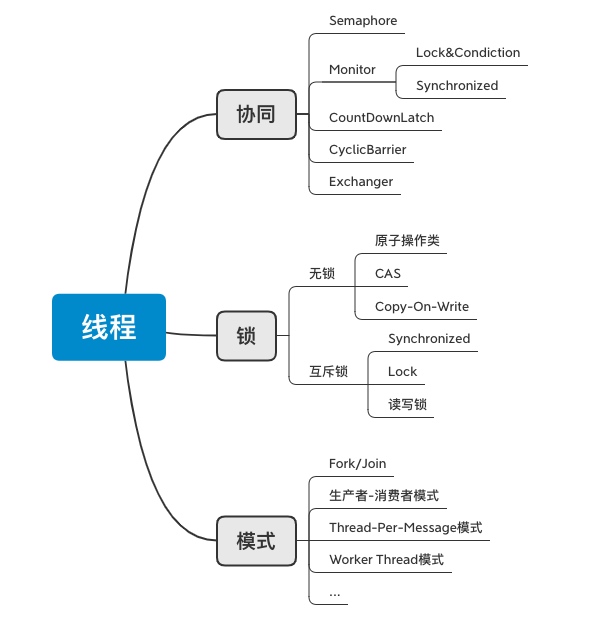 线程
协同
Semaphore
Monitor
Lock&Condiction
Synchronized
CountDownLatch
CyclicBarrier
Exchanger
锁
无锁
原子操作类
CAS
Copy-On-Write
互斥锁
Synchronized
Lock
读写锁
模式
Fork/Join
生产者-消费者模式
Thread-Per-Message模式
Worker Thread模式
...